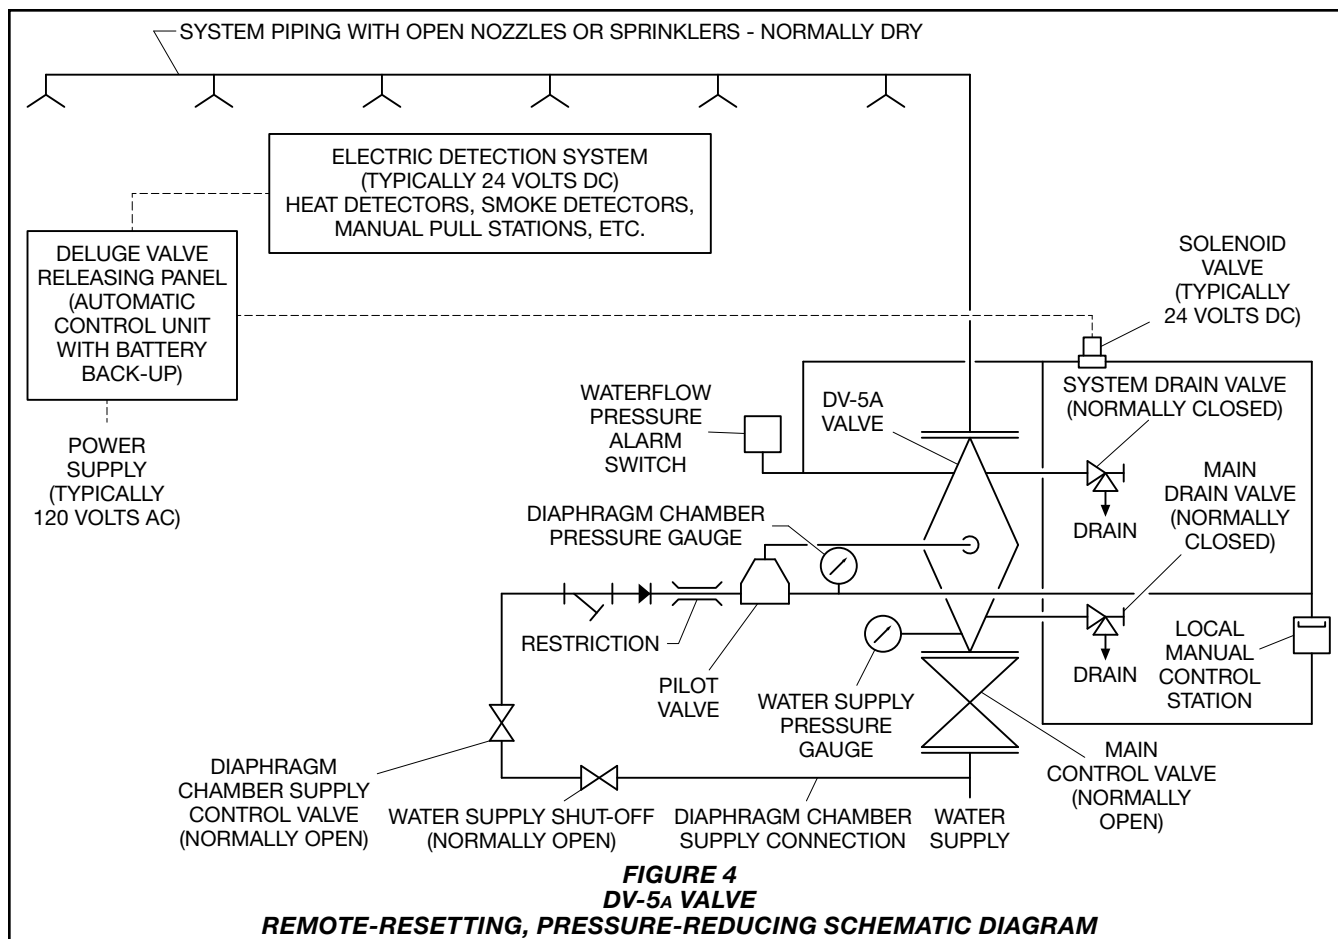 SYSTEM PIPING WITH OPEN NOZZLES OR SPRINKLERS - NORMALLY DRY
ELECTRIC DETECTION SYSTEM
(TYPICALLY 24 VOLTS DC)
HEAT DETECTORS, SMOKE DETECTORS,
MANUAL PULL STATIONS, ETC.
DELUGE VALVE
RELEASING PANEL
(AUTOMATIC
CONTROL UNIT
WITH BATTERY
BACK-UP)
SOLENOID
VALVE
(TYPICALLY
24 VOLTS DC)
POWER
SUPPLY
(TYPICALLY
120 VOLTS AC)
WATERFLOW
PRESSURE
ALARM
SWITCH
DV-5A
VALVE
SYSTEM DRAIN VALVE
(NORMALLY CLOSED)
MAIN
DRAIN VALVE
(NORMALLY
CLOSED)
DRAIN
DIAPHRAGM CHAMBER
PRESSURE GAUGE
RESTRICTION
PILOT
VALVE
WATER SUPPLY
PRESSURE
GAUGE
DRAIN
LOCAL
MANUAL
CONTROL
STATION
DIAPHRAGM
CHAMBER SUPPLY
CONTROL VALVE
(NORMALLY OPEN)
WATER SUPPLY SHUT-OFF
(NORMALLY OPEN)
DIAPHRAGM CHAMBER
SUPPLY CONNECTION
WATER
SUPPLY
MAIN
CONTROL VALVE
(NORMALLY
OPEN)
FIGURE 4
DV-5A VALVE
REMOTE-RESETTING, PRESSURE-REDUCING SCHEMATIC DIAGRAM